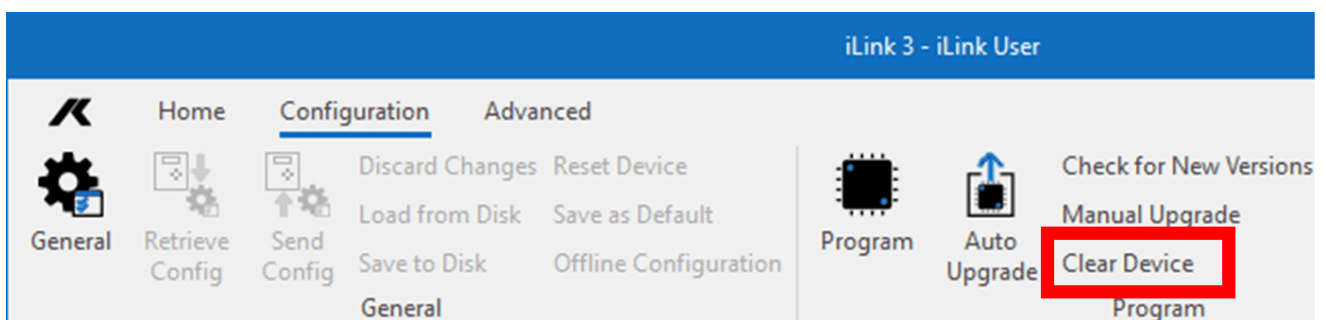 iLink 3 - iLink User
Home Configuration Advanced
General
Retrieve Config
Send Config
Discard Changes
Load from Disk
Save to Disk
Reset Device
Save as Default
Offline Configuration
General
Program
Auto Upgrade
Check for New Versions
Manual Upgrade
Clear Device
Program